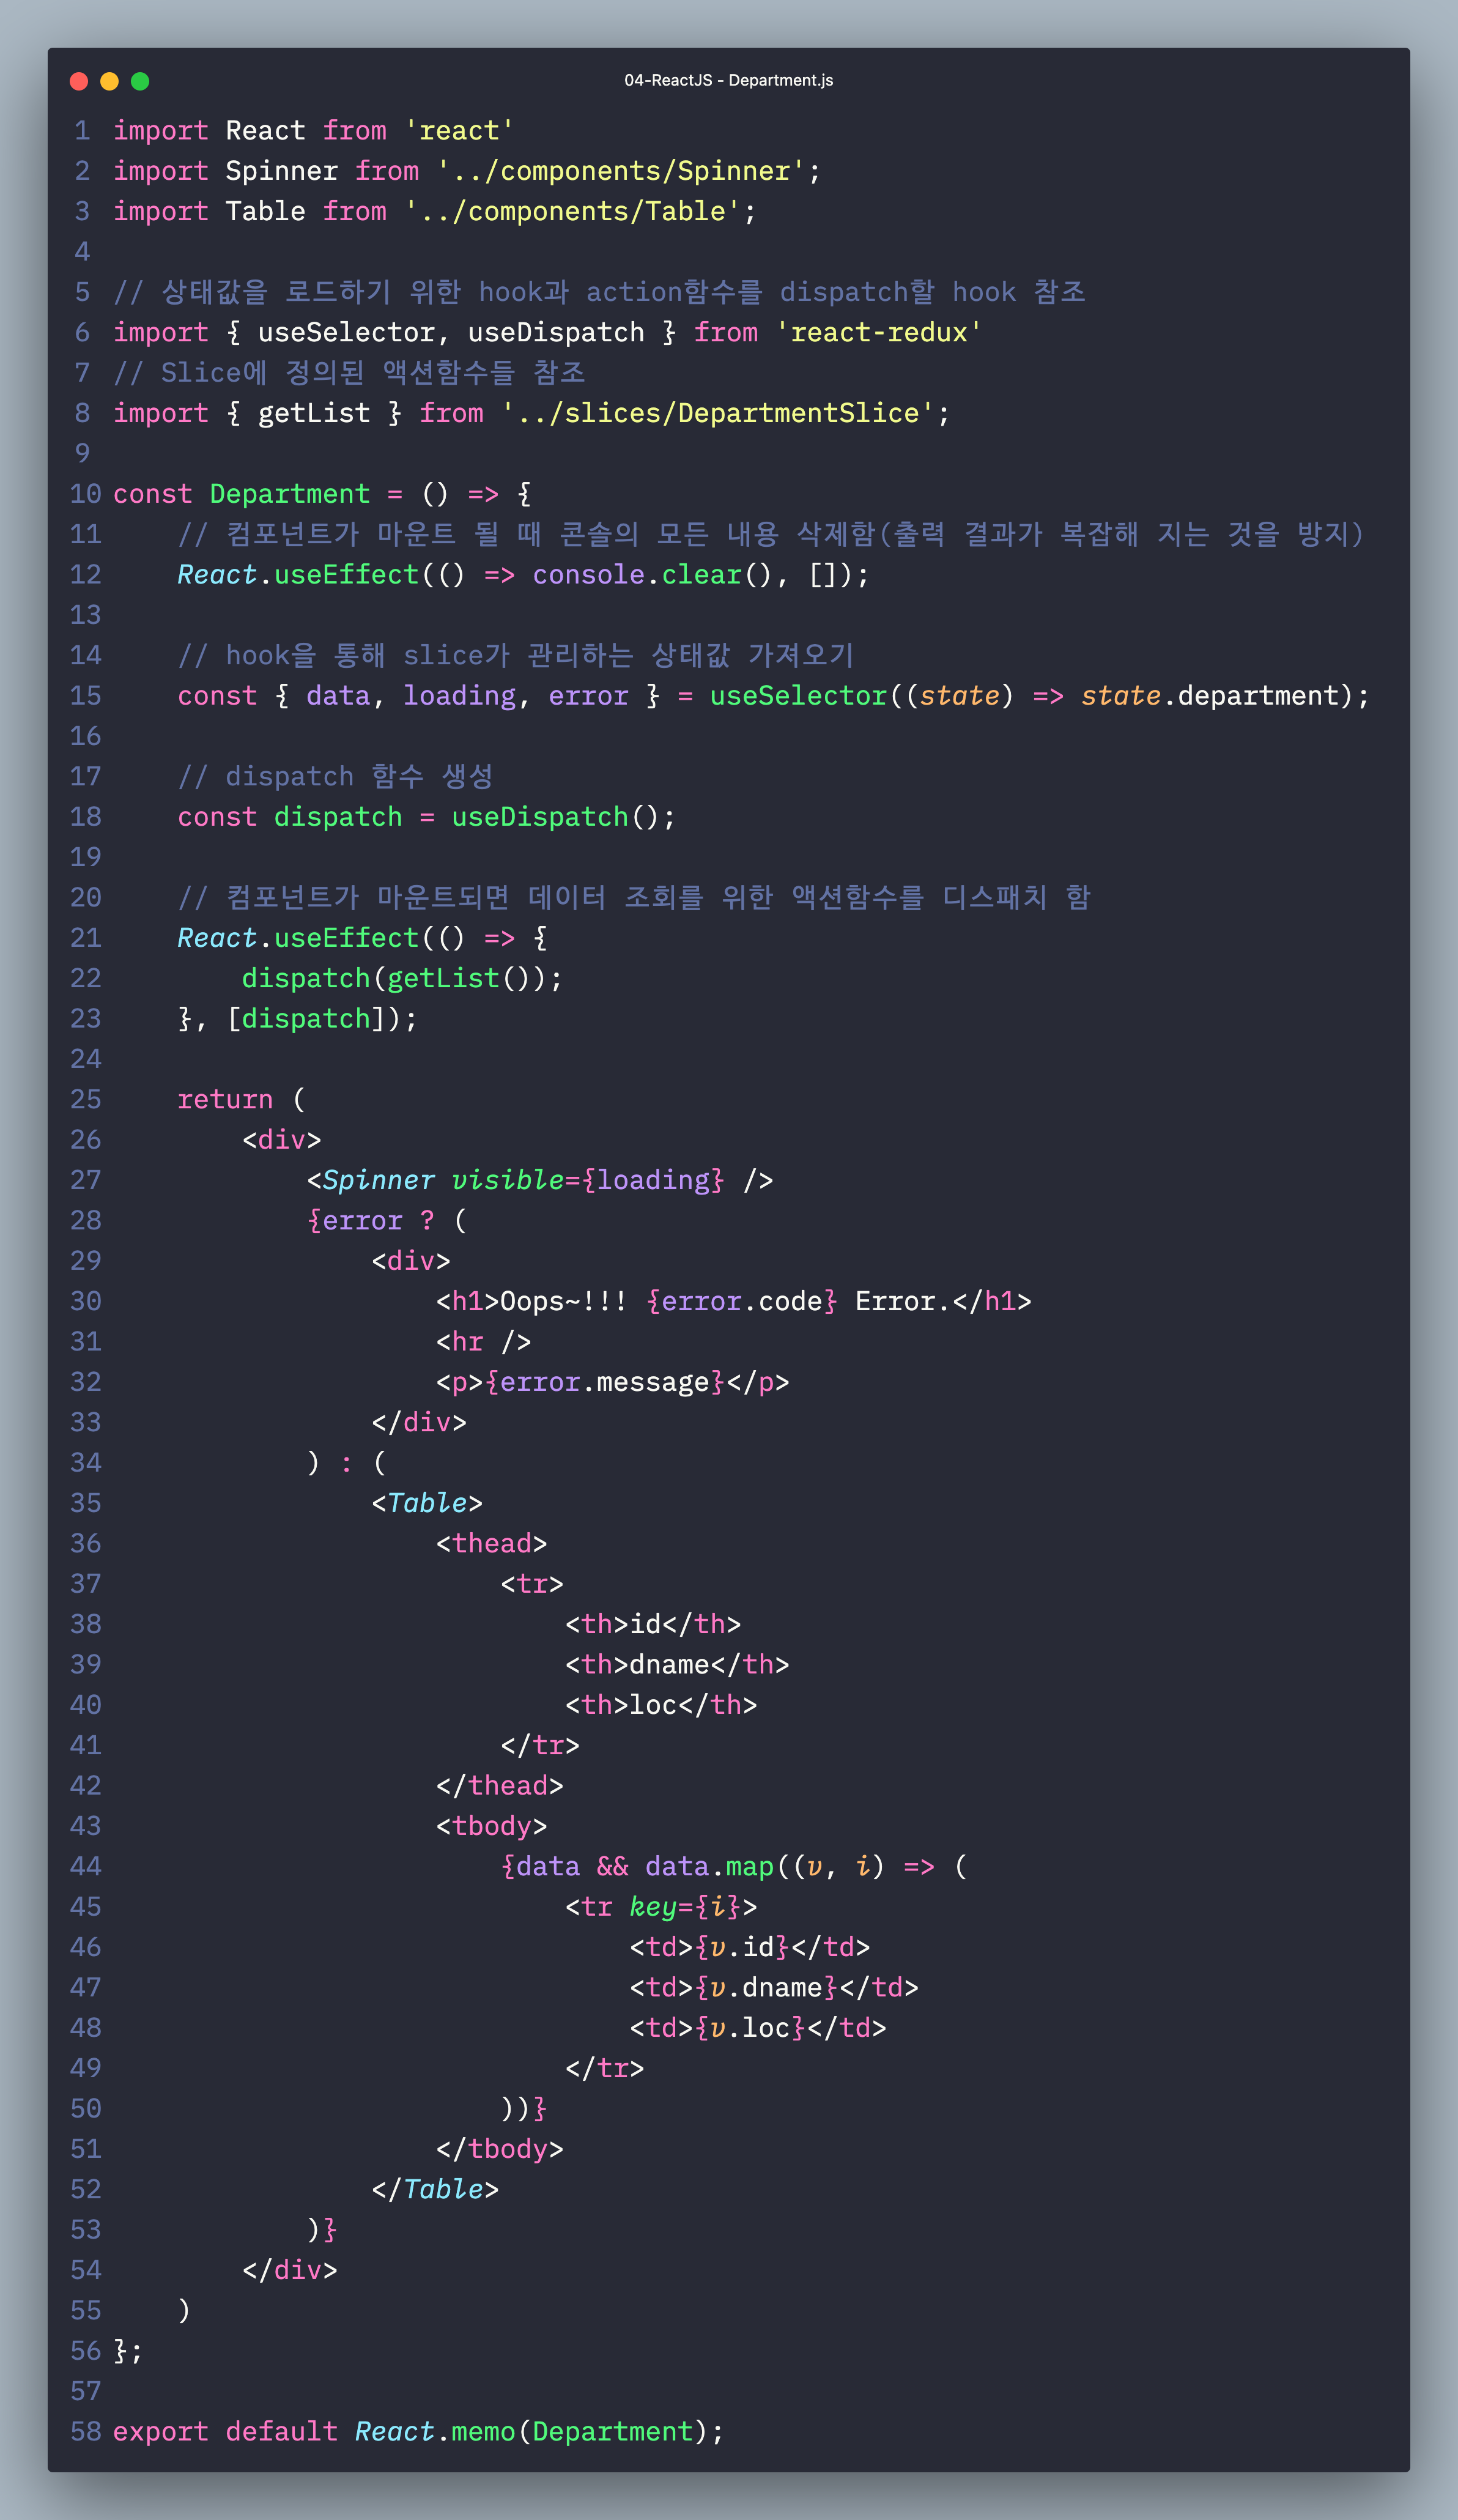 04-ReactJS - Department.js
1 import React from 'react'
2 import Spinner from '../components/Spinner';
3 import Table from '../components/Table';
4
5 // 상태값을 로드하기 위한 hook과 action함수를 dispatch할 hook 참조
6 import { useSelector, useDispatch } from 'react-redux'
7 // Slice에 정의된 액션함수들 참조
8 import { getList } from '../slices/DepartmentSlice';
9
10 const Department = () => {
11     // 컴포넌트가 마운트 될 때 콘솔의 모든 내용 삭제함(출력 결과가 복잡해 지는 것을 방지)
12     React.useEffect(() => console.clear(), []);
13
14     // hook을 통해 slice가 관리하는 상태값 가져오기
15     const { data, loading, error } = useSelector((state) => state.department);
16
17     // dispatch 함수 생성
18     const dispatch = useDispatch();
19
20     // 컴포넌트가 마운트되면 데이터 조회를 위한 액션함수를 디스패치 함
21     React.useEffect(() => {
22         dispatch(getList());
23     }, [dispatch]);
24
25     return (
26         <div>
27             <Spinner visible={loading} />
28             {error ? (
29                 <div>
30                     <h1>Oops~!!! {error.code} Error.</h1>
31                     <hr />
32                     <p>{error.message}</p>
33                 </div>
34             ) : (
35                 <Table>
36                     <thead>
37                         <tr>
38                             <th>id</th>
39                             <th>dname</th>
40                             <th>loc</th>
41                         </tr>
42                     </thead>
43                     <tbody>
44                         {data && data.map((v, i) => (
45                             <tr key={i}>
46                                 <td>{v.id}</td>
47                                 <td>{v.dname}</td>
48                                 <td>{v.loc}</td>
49                             </tr>
50                         ))}
51                     </tbody>
52                 </Table>
53             )}
54         </div>
55     )
56 };
57
58 export default React.memo(Department);